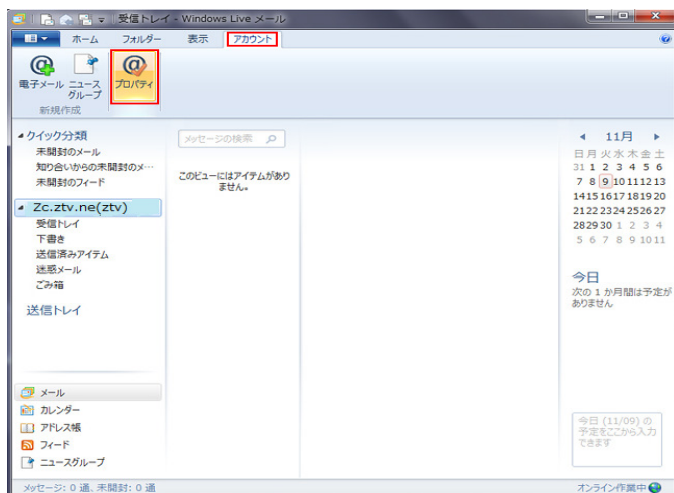 受信トレイ - Windows Live メール
ホーム フォルダー 表示 アカウント
電子メール ニュースグループ プロパティ
新規作成
クイック分類
未開封のメール
知り合いからの未開封のメ…
未開封のフィード
Zc.ztv.ne(ztv)
受信トレイ
下書き
送信済みアイテム
迷惑メール
ごみ箱
送信トレイ
メール
カレンダー
アドレス帳
フィード
ニュースグループ
メッセージの検索
このビューにはアイテムがあり
ません。
11月
日 月 火 水 木 金 土
31 1 2 3 4 5 6
7 8 9 10 11 12 13
14 15 16 17 18 19 20
21 22 23 24 25 26 27
28 29 30 1 2 3 4
5 6 7 8 9 10 11
今日
次の 1 か月間は予定が
ありません
今日 (11/09) の
予定をここから入力
できます
メッセージ: 0 通、未開封: 0 通
オンライン作業中